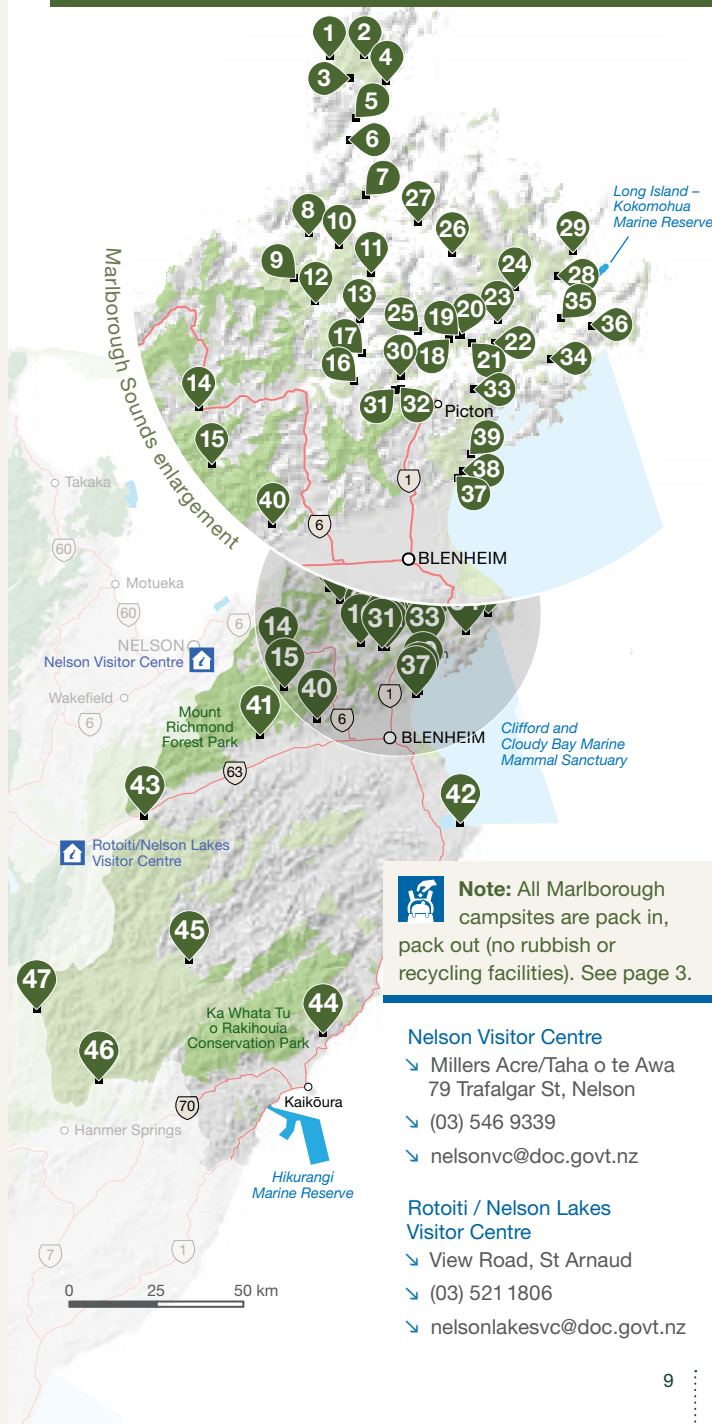 1
2
4
3
5
6
7
27
8
10
26
29
Long Island –
Kokomohua
Marine Reserve
9
11
12
24
28
13
35
25
19
20
23
36
17
30
18
22
16
21
34
14
31
32
33
Picton
Marlborough Sounds enlargement
15
39
38
1
37
40
6
BLENHEIM
Takaka
60
Motueka
60
6
NELSON
Nelson Visitor Centre
Wakefield
6
14
31
33
15
37
40
1
6
41
Mount
Richmond
Forest Park
BLENHEIM
Clifford and
Cloudy Bay Marine
Mammal Sanctuary
63
43
42
Rotoiti/Nelson Lakes
Visitor Centre
Note: All Marlborough
campsites are pack in,
pack out (no rubbish or
recycling facilities). See page 3.
45
47
44
Ka Whata Tu
o Rakihouia
Conservation Park
46
Kaikōura
70
Hanmer Springs
Hikurangi
Marine Reserve
7
1
0 25 50 km
Nelson Visitor Centre
↘ Millers Acre/Taha o te Awa
79 Trafalgar St, Nelson
↘ (03) 546 9339
↘ nelsonvc@doc.govt.nz
Rotoiti / Nelson Lakes
Visitor Centre
↘ View Road, St Arnaud
↘ (03) 521 1806
↘ nelsonlakesvc@doc.govt.nz
9